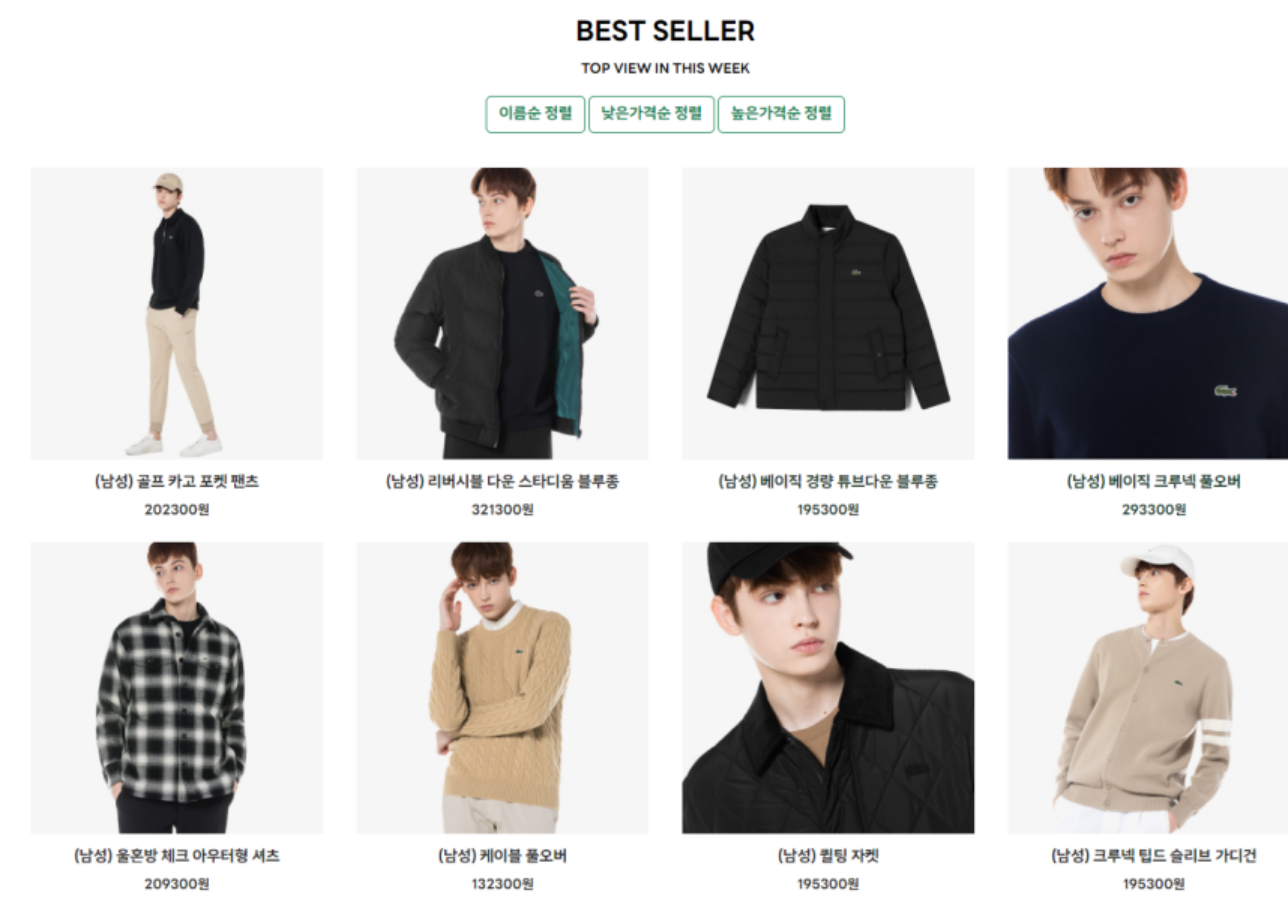 BEST SELLER
TOP VIEW IN THIS WEEK
이름순 정렬 낮은가격순 정렬 높은가격순 정렬
(남성) 골프 카고 포켓 팬츠
202300원
(남성) 리버시블 다운 스타디움 블루종
321300원
(남성) 베이직 경량 튜브다운 블루종
195300원
(남성) 베이직 크루넥 풀오버
293300원
(남성) 울혼방 체크 아우터형 셔츠
209300원
(남성) 케이블 풀오버
132300원
(남성) 퀼팅 자켓
195300원
(남성) 크루넥 팁드 슬리브 가디건
195300원